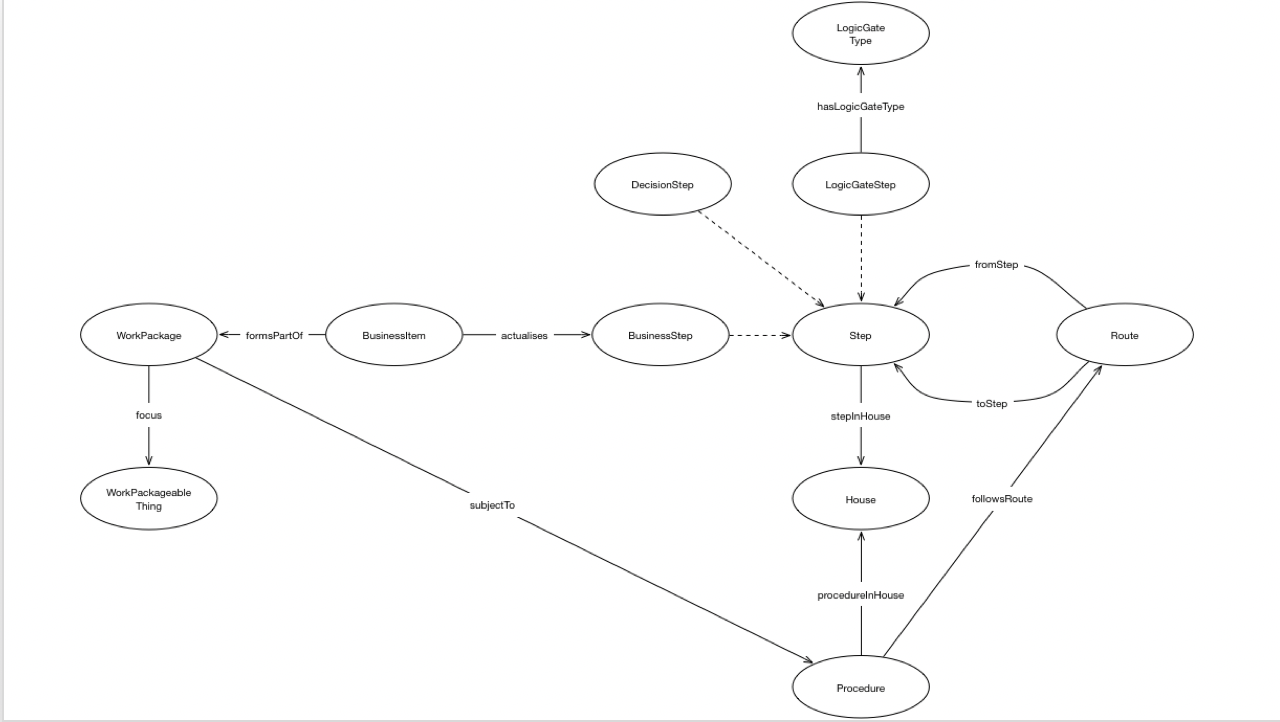 LogicGate
Type
hasLogicGateType
DecisionStep
LogicGateStep
fromStep
WorkPackage
formsPartOf
BusinessItem
actualises
BusinessStep
Step
Route
focus
stepInHouse
toStep
WorkPackageable
Thing
subjectTo
House
followsRoute
procedureInHouse
Procedure